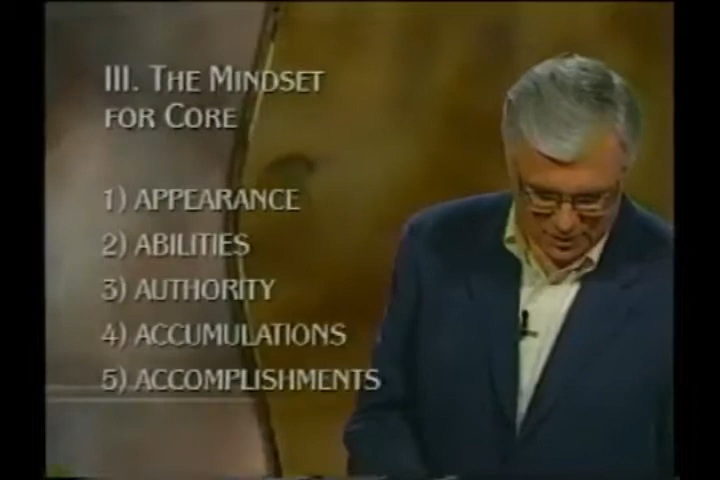 III. THE MINDSET
FOR CORE
1) APPEARANCE
2) ABILITIES
3) AUTHORITY
4) ACCUMULATIONS
5) ACCOMPLISHMENTS